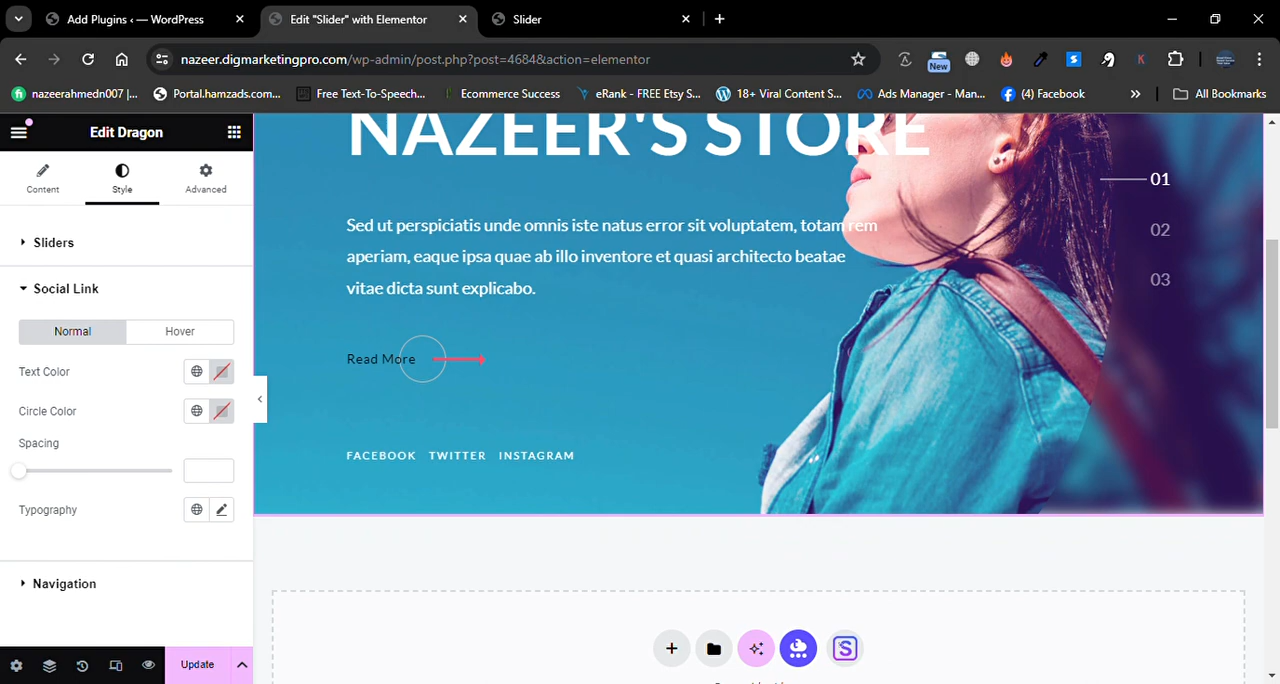 Add Plugins ‹ — WordPress
Edit "Slider" with Elementor
Slider
nazeer.digmarketingpro.com/wp-admin/post.php?post=4684&action=elementor
New
K
nazeerahmedn007 |...
Portal.hamzads.com...
Free Text-To-Speech...
Ecommerce Success
eRank - FREE Etsy S...
18+ Viral Content S...
Ads Manager - Man...
(4) Facebook
All Bookmarks
Edit Dragon
Content
Style
Advanced
Sliders
Social Link
Normal
Hover
Text Color
Circle Color
Spacing
Typography
Navigation
Update
NAZEER'S STORE
Sed ut perspiciatis unde omnis iste natus error sit voluptatem, totam rem
aperiam, eaque ipsa quae ab illo inventore et quasi architecto beatae
vitae dicta sunt explicabo.
Read More
FACEBOOK TWITTER INSTAGRAM
01
02
03